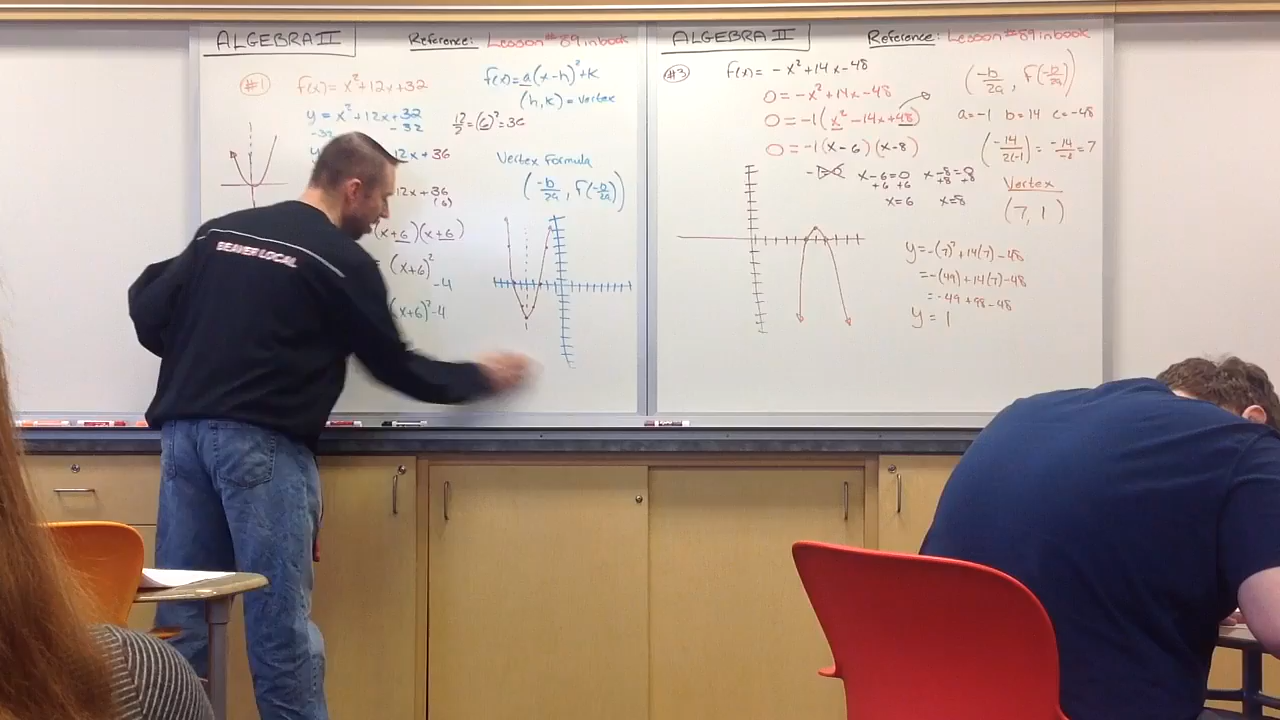 ALGEBRA II
Reference: Lesson #89 in book
#1
f(x) = x²+12x+32
y = x²+12x+32
-32 -32
12x+36
12x+36
(6)
(x+6)(x+6)
(x+6)²
-4
(x+6)²-4
f(x)=a(x-h)²+k
(h,k) = vertex
12/2=(6)²=36
Vertex Formula
(-b/2a, f(-b/2a))
BEAVER LOCAL
ALGEBRA II
Reference: Lesson #89 in book
#3
f(x)= -x²+14x-48
0= -x²+14x-48
0= -1(x²-14x+48)
0= -1(x-6)(x-8)
x-6=0 x-8=0
+6 +6 +8 +8
x=6 x=8
(-b/2a, f(-b/2a))
a=-1 b=14 c=-48
(-14/2(-1)) = -14/-2 = 7
Vertex
(7, 1)
y=-(7)²+14(7)-48
=-(49)+14(7)-48
=-49+98-48
y = 1